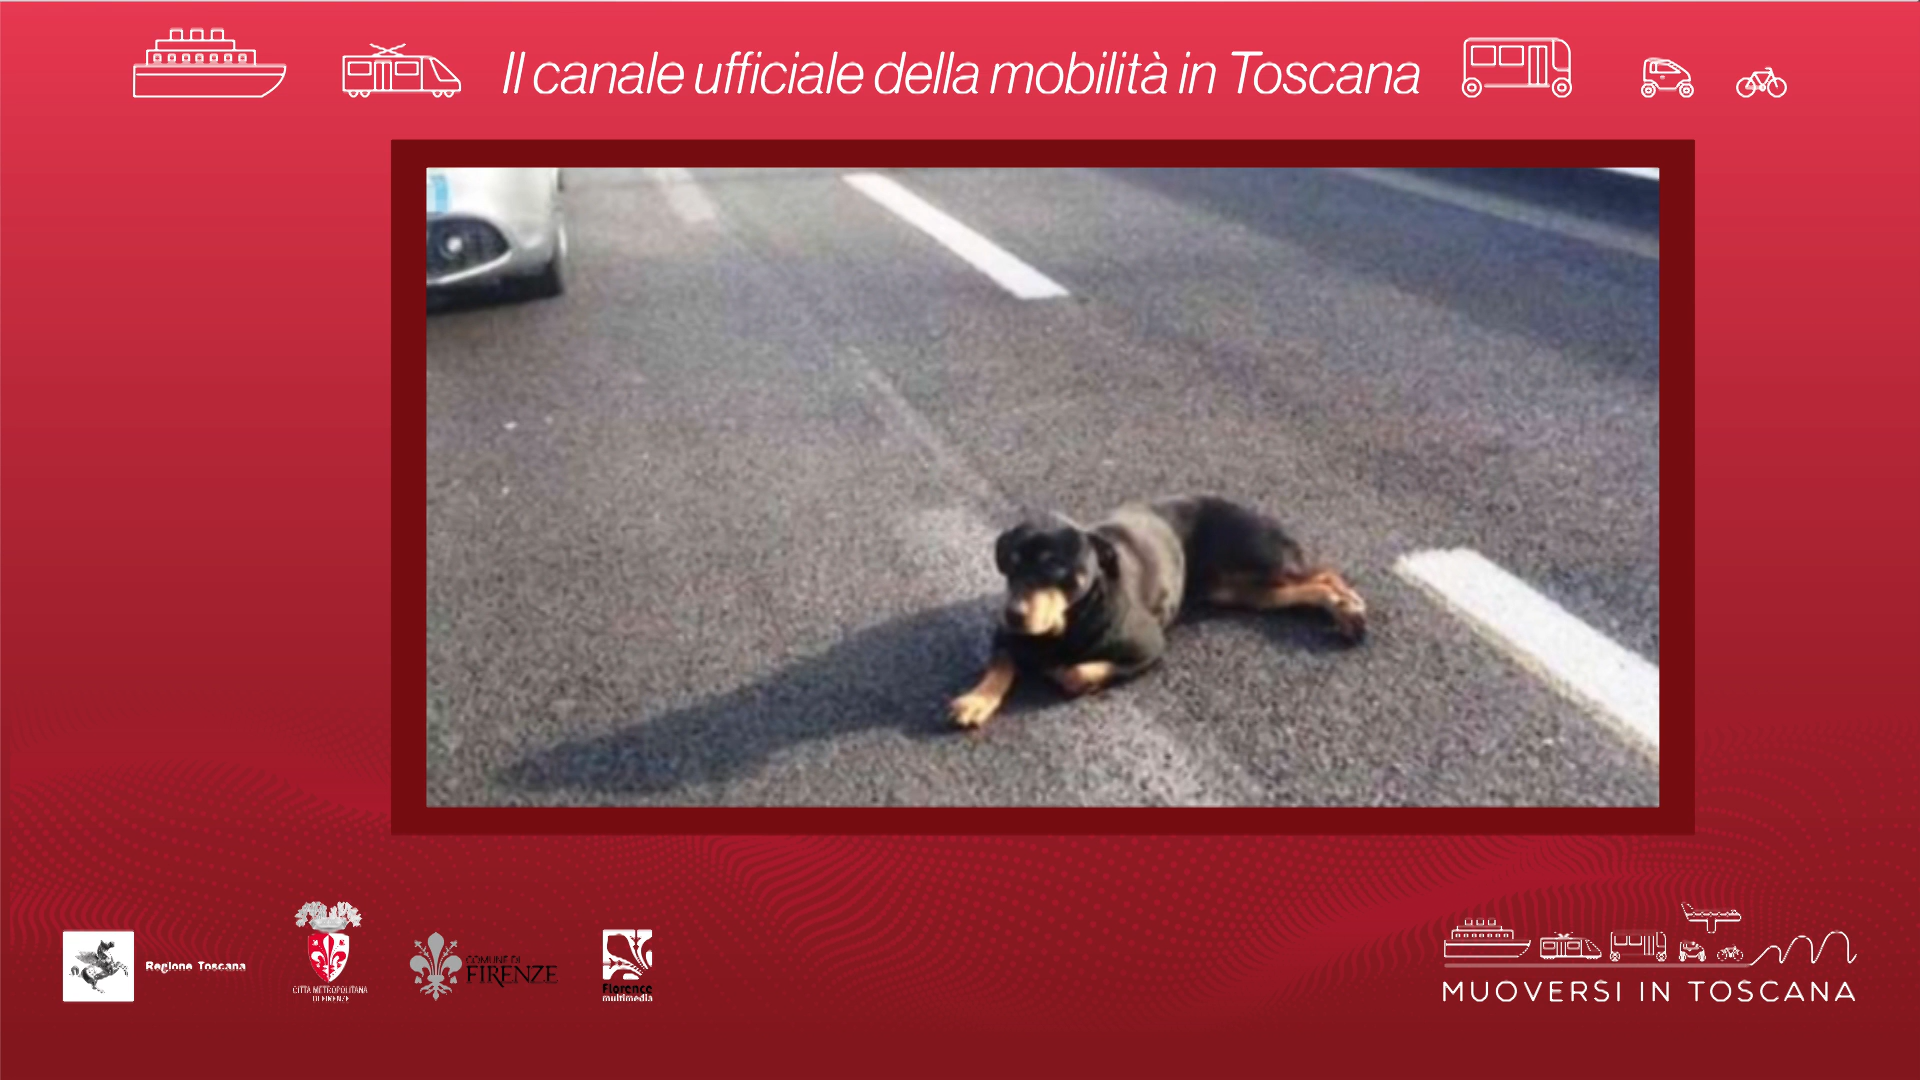 Il canale ufficiale della mobilità in Toscana
Regione Toscana
CITTÀ METROPOLITANA
DI FIRENZE
COMUNE DI
FIRENZE
Florence
multimedia
MUOVERSI IN TOSCANA